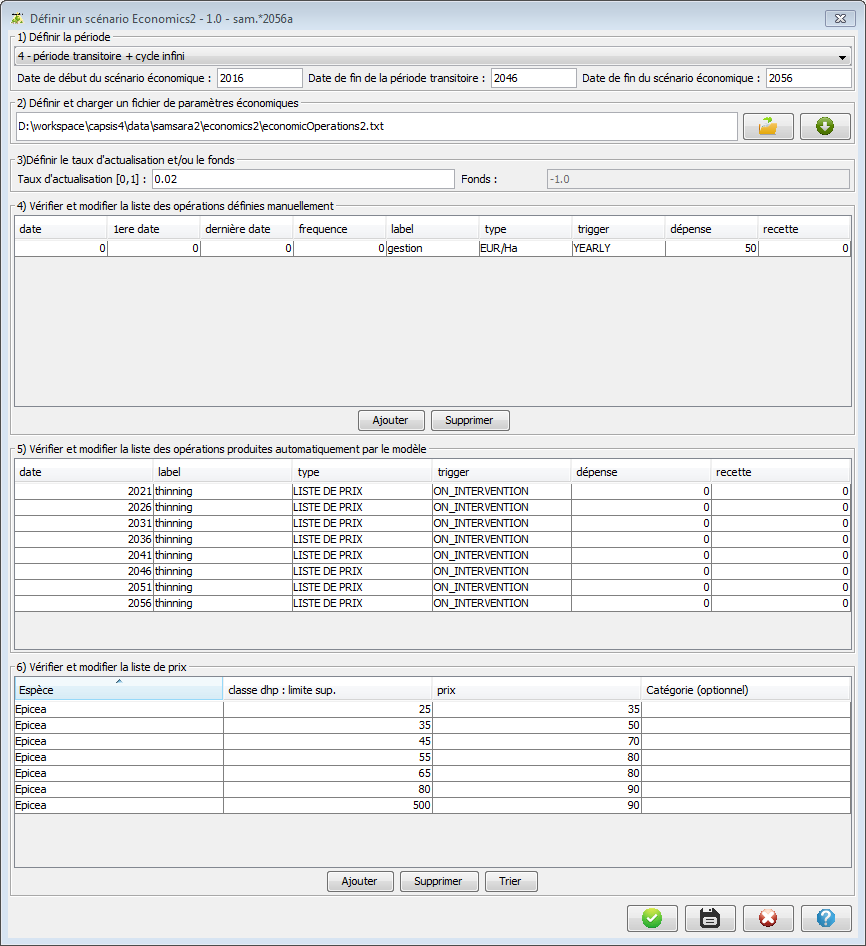 Définir un scénario Economics2 - 1.0 - sam.*2056a
1) Définir la période
4 - période transitoire + cycle infini
Date de début du scénario économique : 2016 Date de fin de la période transitoire : 2046 Date de fin du scénario économique : 2056
2) Définir et charger un fichier de paramètres économiques
D:\workspace\capsis4\data\samsara2\economics2\economicOperations2.txt
3)Définir le taux d'actualisation et/ou le fonds
Taux d'actualisation [0,1] : 0.02 Fonds : -1.0
4) Vérifier et modifier la liste des opérations définies manuellement
date 1ere date dernière date frequence label type trigger dépense recette
0 0 0 0 gestion EUR/Ha YEARLY 50 0
Ajouter Supprimer
5) Vérifier et modifier la liste des opérations produites automatiquement par le modèle
date label type trigger dépense recette
2021 thinning LISTE DE PRIX ON_INTERVENTION 0 0
2026 thinning LISTE DE PRIX ON_INTERVENTION 0 0
2031 thinning LISTE DE PRIX ON_INTERVENTION 0 0
2036 thinning LISTE DE PRIX ON_INTERVENTION 0 0
2041 thinning LISTE DE PRIX ON_INTERVENTION 0 0
2046 thinning LISTE DE PRIX ON_INTERVENTION 0 0
2051 thinning LISTE DE PRIX ON_INTERVENTION 0 0
2056 thinning LISTE DE PRIX ON_INTERVENTION 0 0
6) Vérifier et modifier la liste de prix
Espèce classe dhp : limite sup. prix Catégorie (optionnel)
Epicea 25 35
Epicea 35 50
Epicea 45 70
Epicea 55 80
Epicea 65 80
Epicea 80 90
Epicea 500 90
Ajouter Supprimer Trier